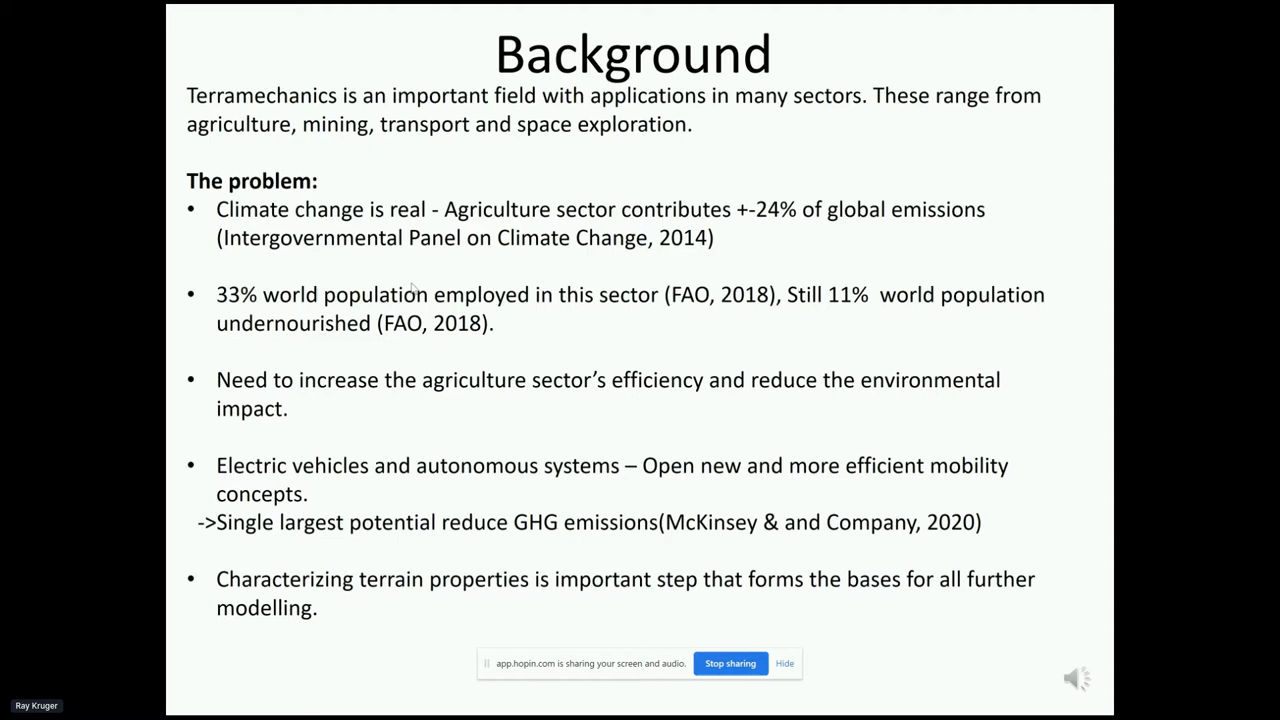 Background
Terramechanics is an important field with applications in many sectors. These range from
agriculture, mining, transport and space exploration.
The problem:
• Climate change is real - Agriculture sector contributes +-24% of global emissions
(Intergovernmental Panel on Climate Change, 2014)
• 33% world population employed in this sector (FAO, 2018), Still 11% world population
undernourished (FAO, 2018).
• Need to increase the agriculture sector’s efficiency and reduce the environmental
impact.
• Electric vehicles and autonomous systems – Open new and more efficient mobility
concepts.
->Single largest potential reduce GHG emissions(McKinsey & and Company, 2020)
• Characterizing terrain properties is important step that forms the bases for all further
modelling.
app.hopin.com is sharing your screen and audio. Stop sharing Hide
Ray Kruger